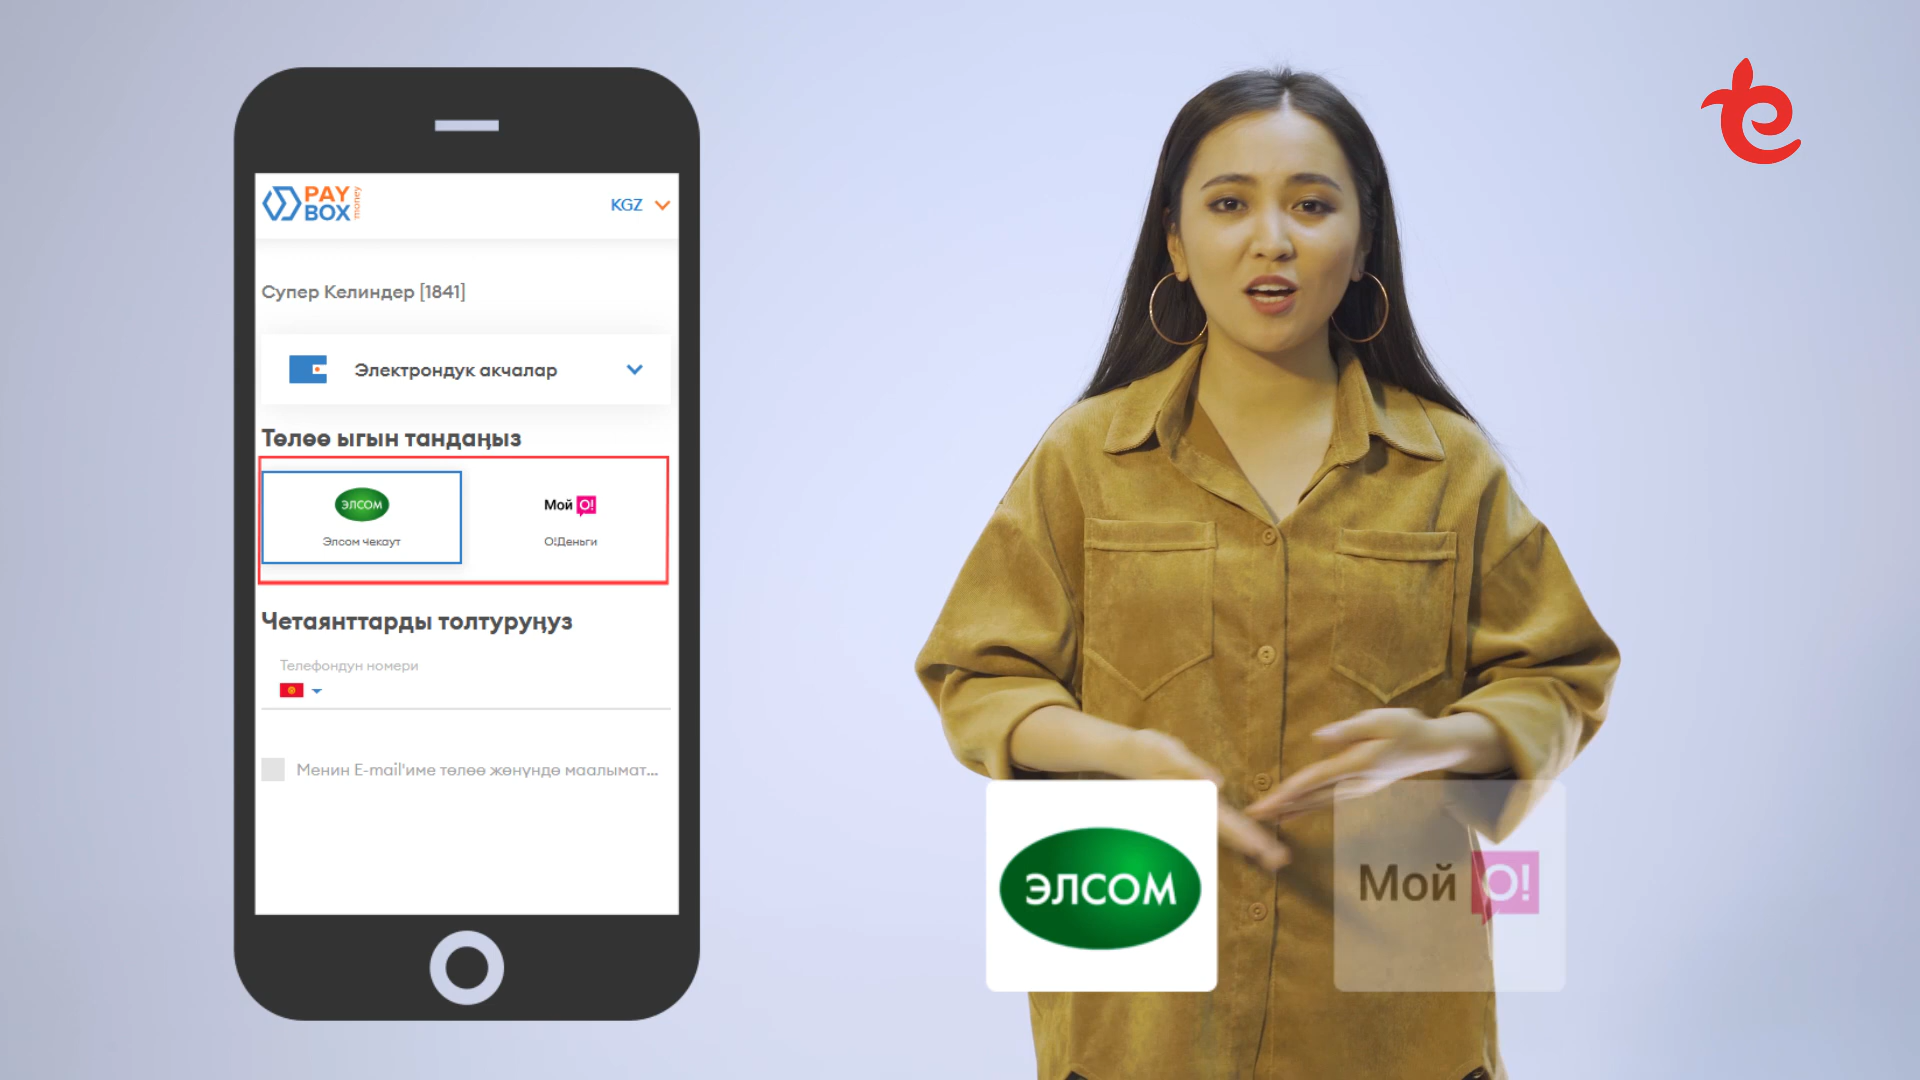 PAY
BOX
money
KGZ
Супер Келиндер [1841]
Электрондук акчалар
Төлөө ыгын тандаңыз
ЭЛСОМ
Элсом чекаут
Мой О!
О!Деньги
Четаянттарды толтуруңуз
Телефондун номери
Менин E-mail'име төлөө жөнүндө маалымат...
ЭЛСОМ
Мой О!